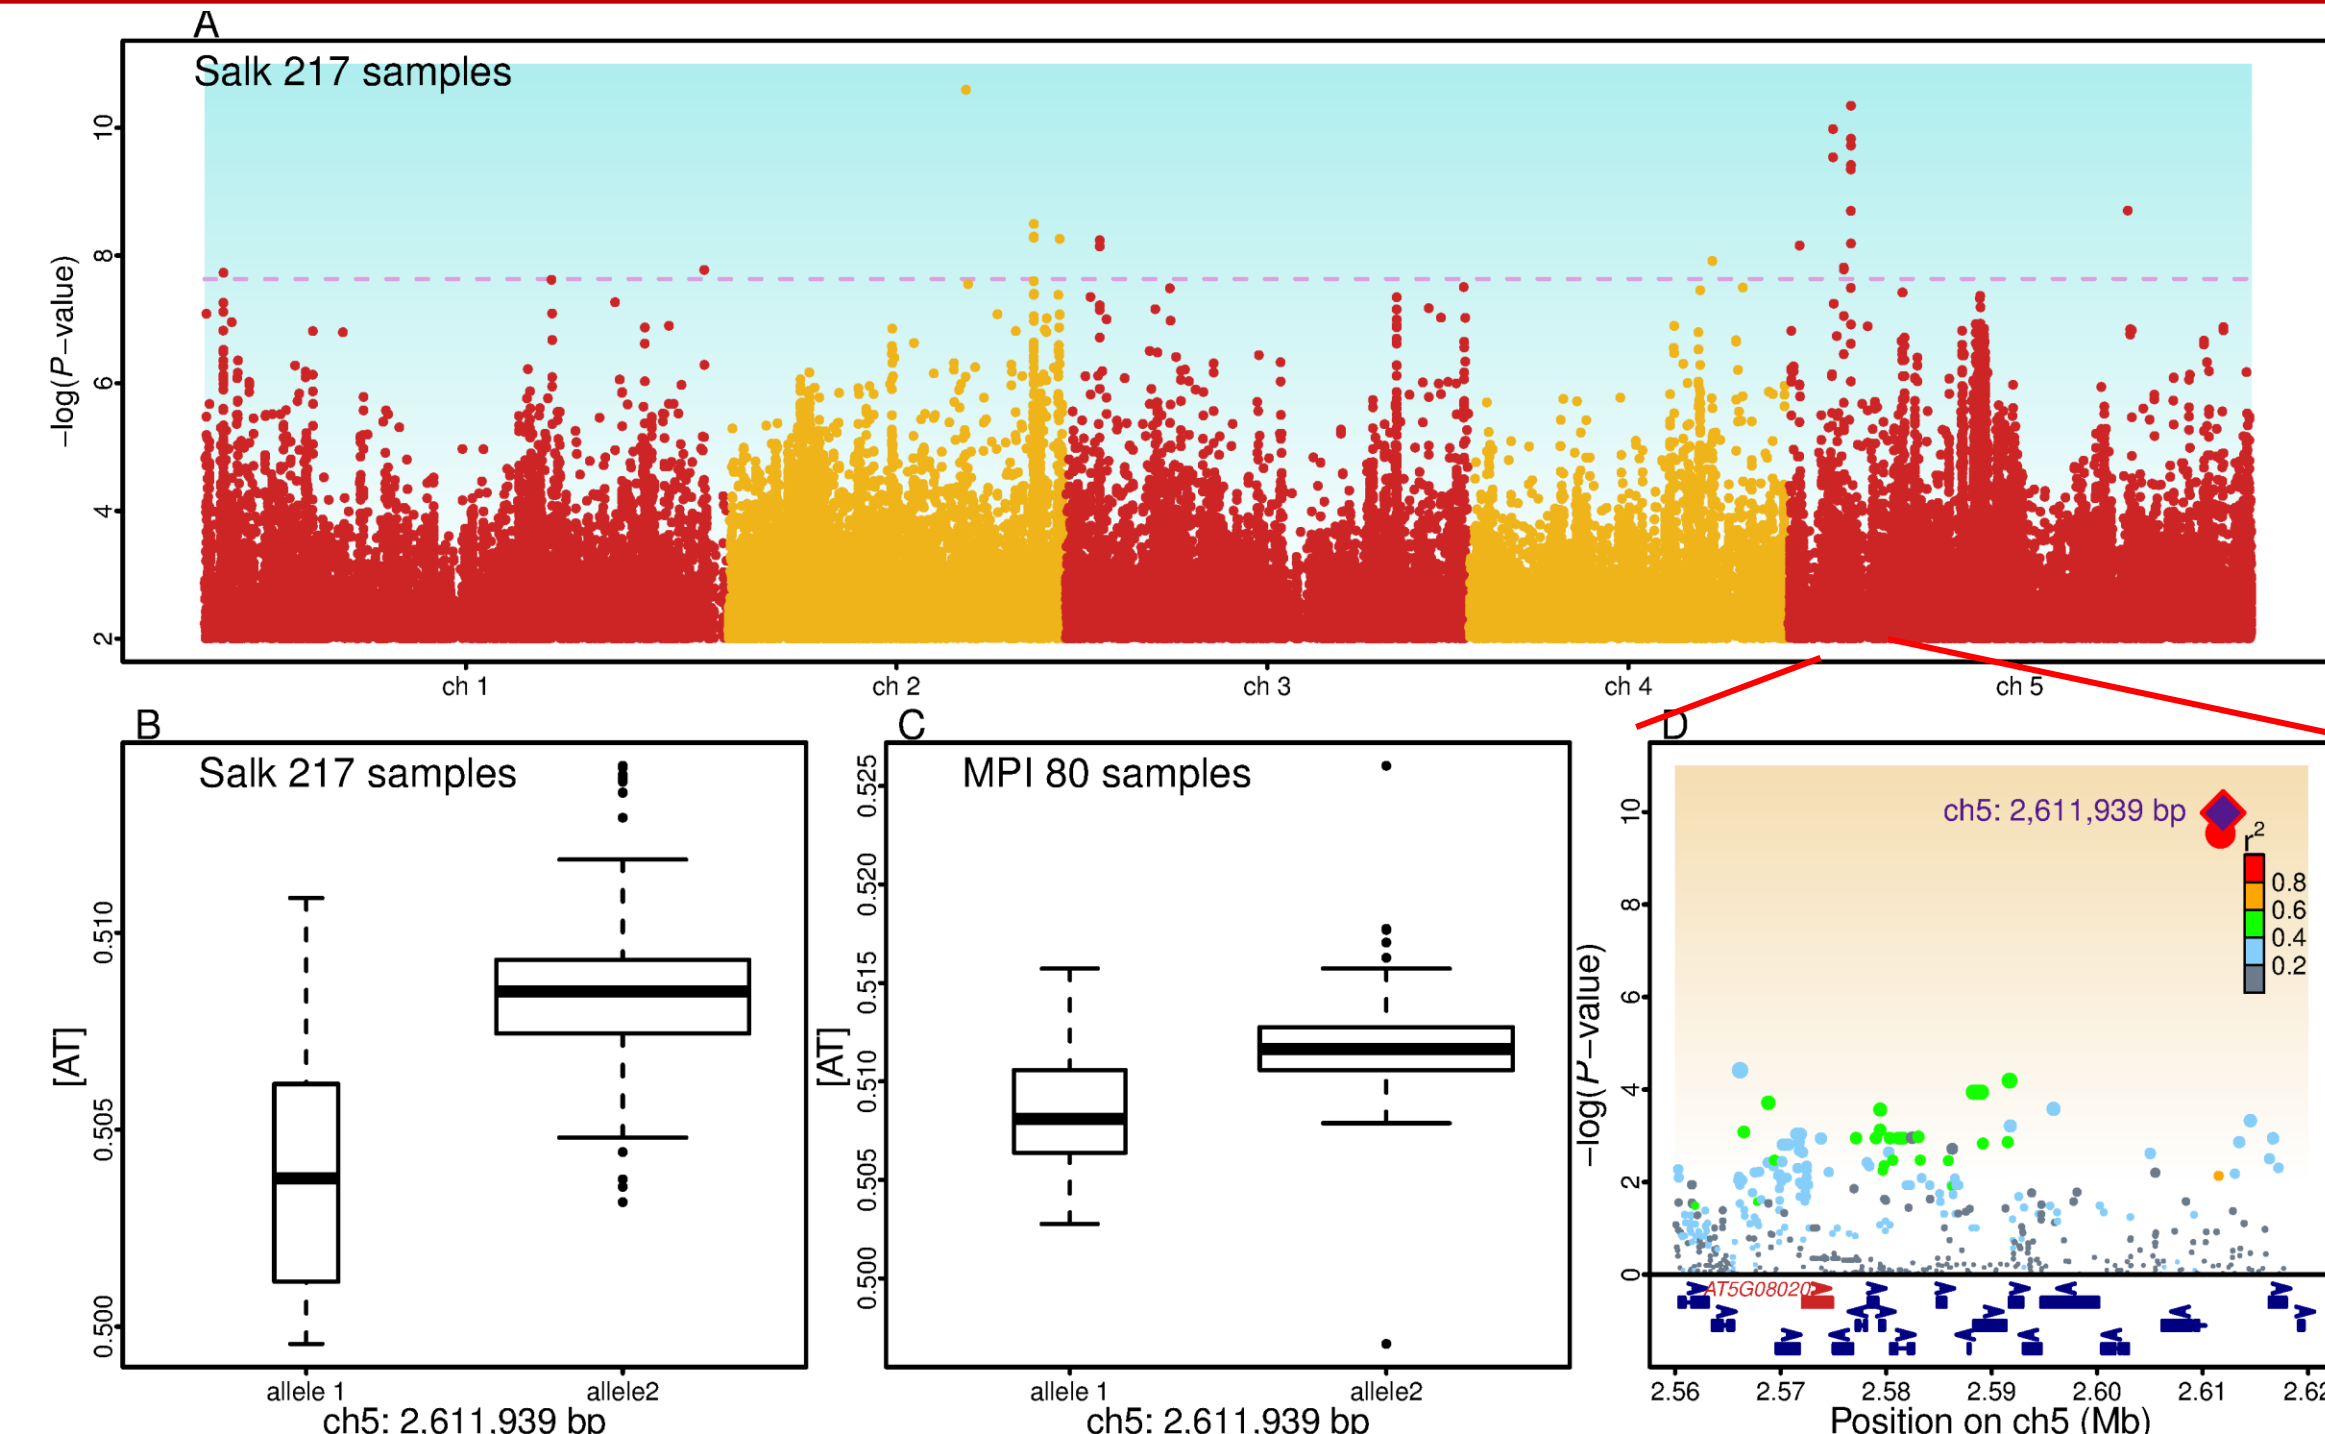 A
Salk 217 samples
−log(P−value)
10
8
6
4
2
ch 1
ch 2
ch 3
ch 4
ch 5
B
Salk 217 samples
[AT]
0.510
0.505
0.500
allele 1
allele2
ch5: 2,611,939 bp
C
MPI 80 samples
[AT]
0.525
0.520
0.515
0.510
0.505
0.500
allele 1
allele2
ch5: 2,611,939 bp
D
−log(P−value)
10
8
6
4
2
0
ch5: 2,611,939 bp
r2
0.8
0.6
0.4
0.2
AT5G08020
2.56
2.57
2.58
2.59
2.60
2.61
2.62
Position on ch5 (Mb)